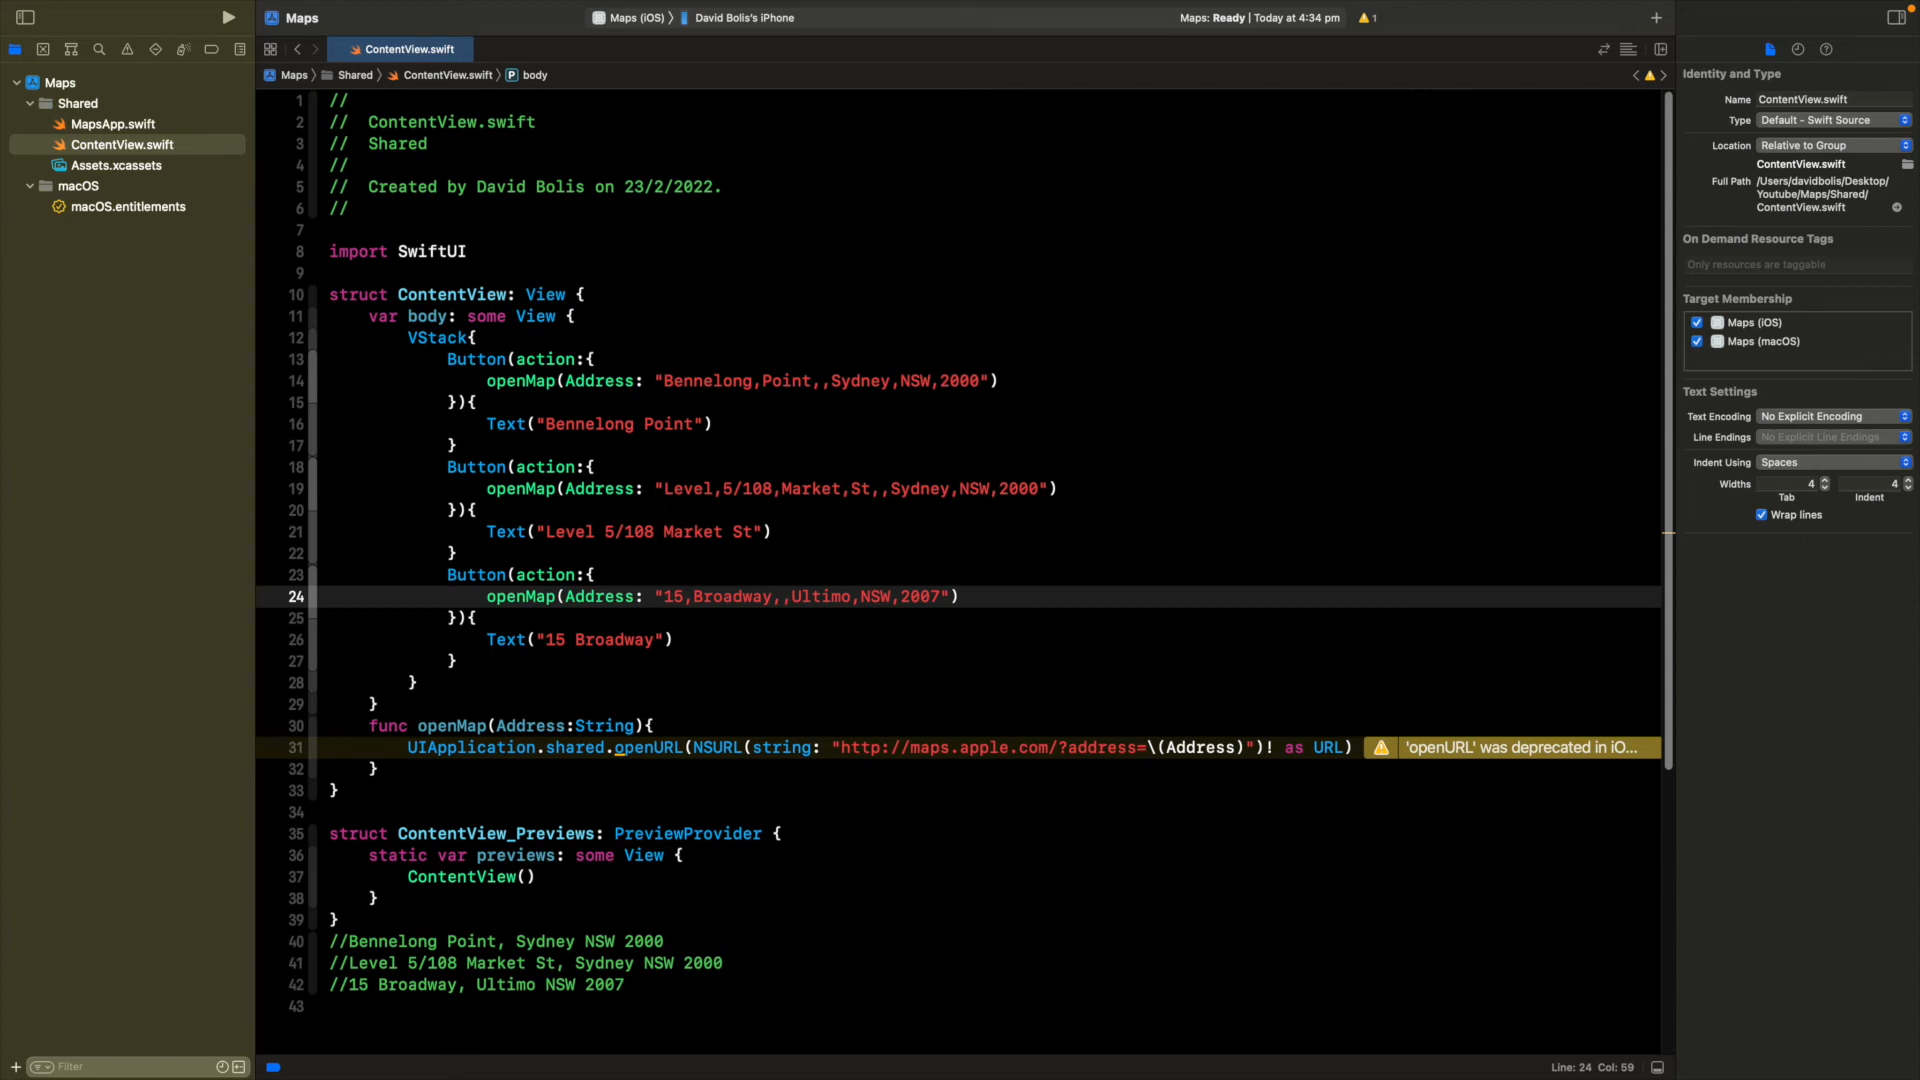 Maps
Maps (iOS) 〉 David Bolis's iPhone
Maps: Ready | Today at 4:34 pm
1
ContentView.swift
Maps 〉 Shared 〉 ContentView.swift 〉 P body
Maps
Shared
MapsApp.swift
ContentView.swift
Assets.xcassets
macOS
macOS.entitlements
Filter
1 //
2 //  ContentView.swift
3 //  Shared
4 //
5 //  Created by David Bolis on 23/2/2022.
6 //
7
8 import SwiftUI
9
10 struct ContentView: View {
11     var body: some View {
12         VStack{
13             Button(action:{
14                 openMap(Address: "Bennelong,Point,,Sydney,NSW,2000")
15             }){
16                 Text("Bennelong Point")
17             }
18             Button(action:{
19                 openMap(Address: "Level,5/108,Market,St,,Sydney,NSW,2000")
20             }){
21                 Text("Level 5/108 Market St")
22             }
23             Button(action:{
24                 openMap(Address: "15,Broadway,,Ultimo,NSW,2007")
25             }){
26                 Text("15 Broadway")
27             }
28         }
29     }
30     func openMap(Address:String){
31         UIApplication.shared.openURL(NSURL(string: "http://maps.apple.com/?address=\(Address)")! as URL) 'openURL' was deprecated in iO...
32     }
33 }
34
35 struct ContentView_Previews: PreviewProvider {
36     static var previews: some View {
37         ContentView()
38     }
39 }
40 //Bennelong Point, Sydney NSW 2000
41 //Level 5/108 Market St, Sydney NSW 2000
42 //15 Broadway, Ultimo NSW 2007
43
Line: 24 Col: 59
Identity and Type
Name ContentView.swift
Type Default - Swift Source
Location Relative to Group
ContentView.swift
Full Path /Users/davidbolis/Desktop/
Youtube/Maps/Shared/
ContentView.swift
On Demand Resource Tags
Only resources are taggable
Target Membership
Maps (iOS)
Maps (macOS)
Text Settings
Text Encoding No Explicit Encoding
Line Endings No Explicit Line Endings
Indent Using Spaces
Widths 4 4
Tab Indent
Wrap lines